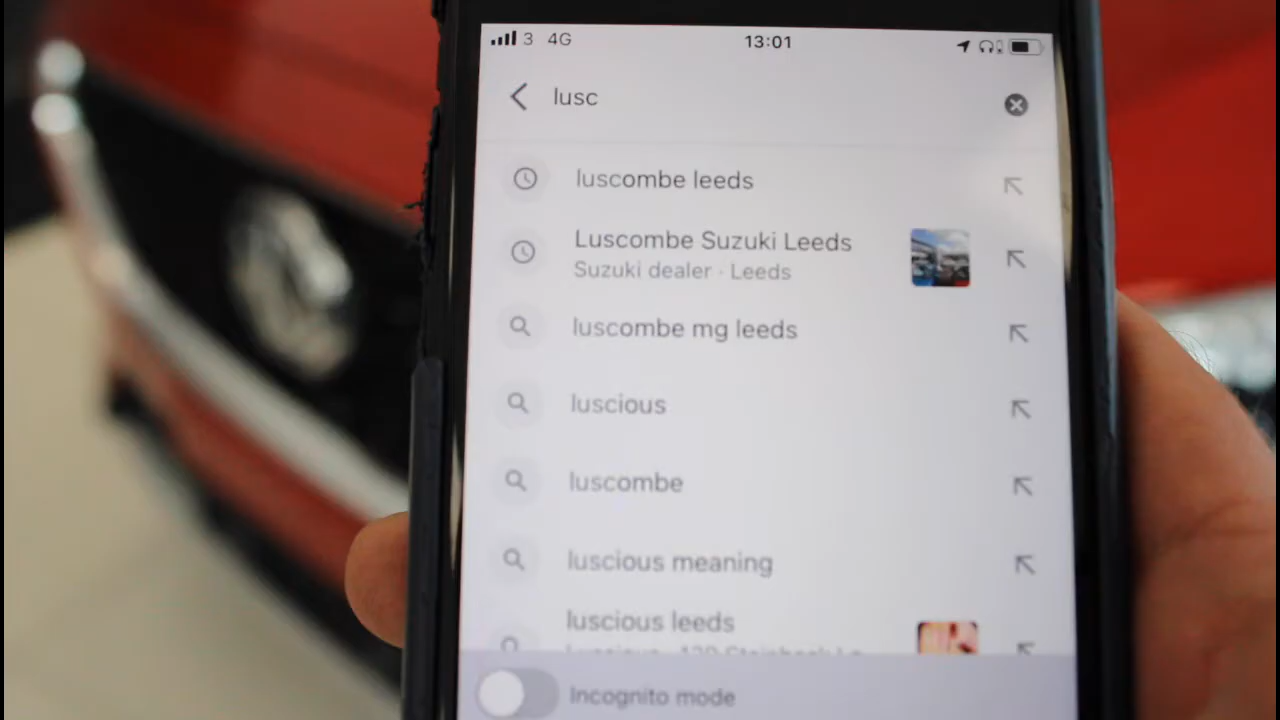 3 4G 13:01
lusc
luscombe leeds
Luscombe Suzuki Leeds
Suzuki dealer · Leeds
luscombe mg leeds
luscious
luscombe
luscious meaning
luscious leeds
Incognito mode